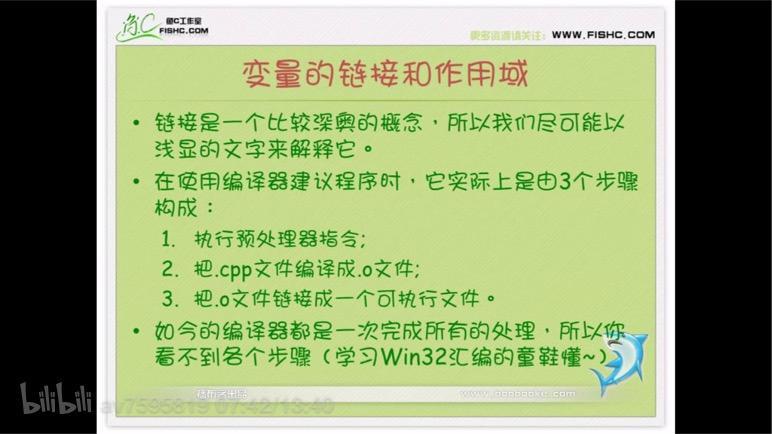 鱼C工作室
FISHC.COM
更多资源请关注：WWW.FISHC.COM
变量的链接和作用域
• 链接是一个比较深奥的概念，所以我们尽可能以
浅显的文字来解释它。
• 在使用编译器建议程序时，它实际上是由3个步骤
构成：
1. 执行预处理器指令;
2. 把.cpp文件编译成.o文件;
3. 把.o文件链接成一个可执行文件。
• 如今的编译器都是一次完成所有的处理，所以你
看不到各个步骤（学习Win32汇编的童鞋懂~）
bilibili av7595819 07:42/13:40